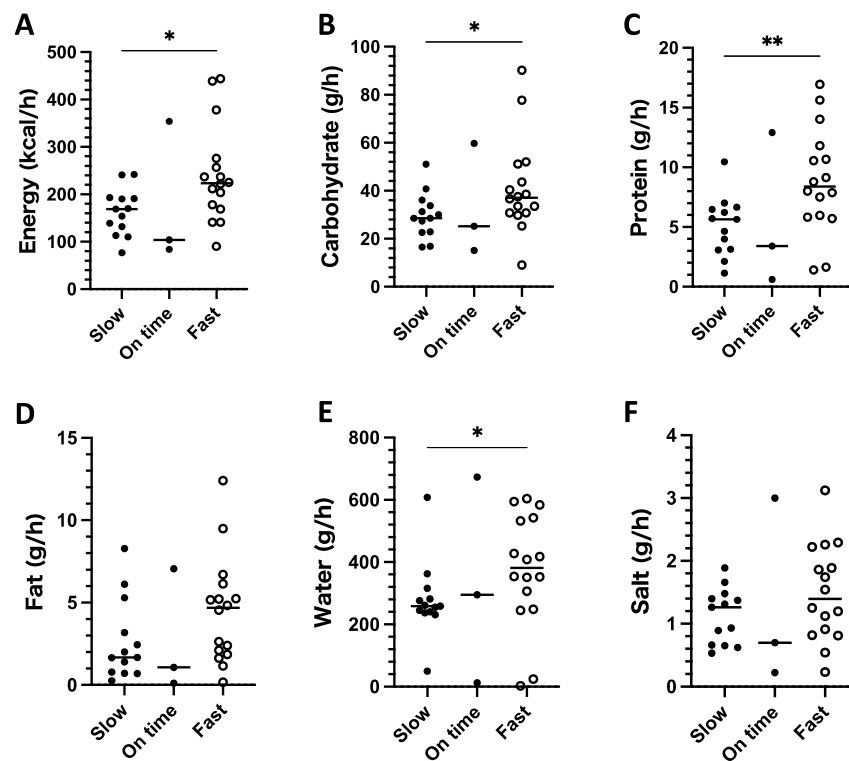 A
Energy (kcal/h)
500
400
300
200
100
0
*
Slow
On time
Fast
B
Carbohydrate (g/h)
100
80
60
40
20
0
*
Slow
On time
Fast
C
Protein (g/h)
20
15
10
5
0
**
Slow
On time
Fast
D
Fat (g/h)
15
10
5
0
Slow
On time
Fast
E
Water (g/h)
800
600
400
200
0
*
Slow
On time
Fast
F
Salt (g/h)
4
3
2
1
0
Slow
On time
Fast